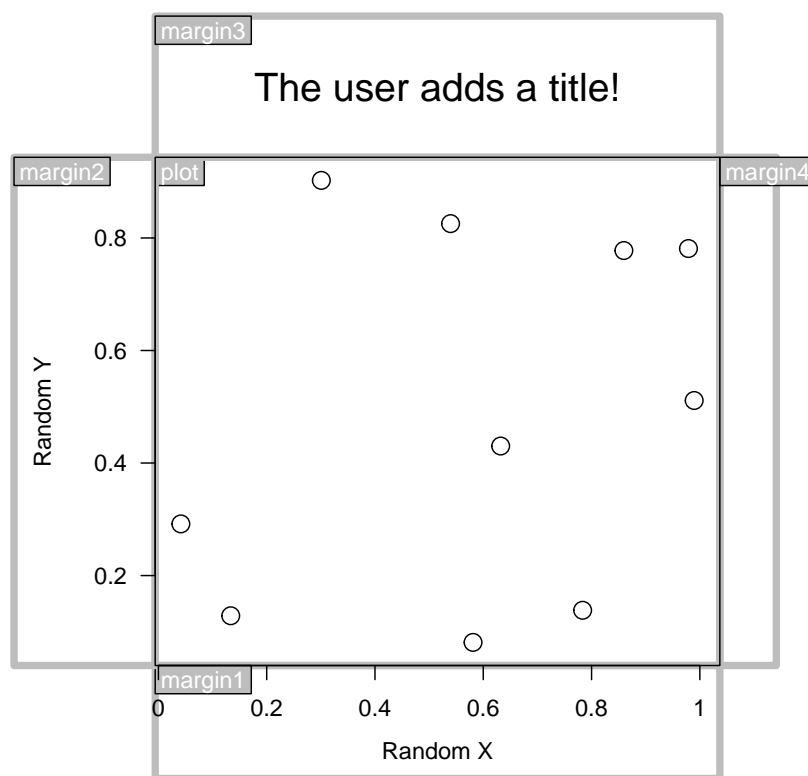 margin3
The user adds a title!
margin2
plot
margin4
0.8
0.6
0.4
0.2
Random Y
margin1
0 0.2 0.4 0.6 0.8 1
Random X